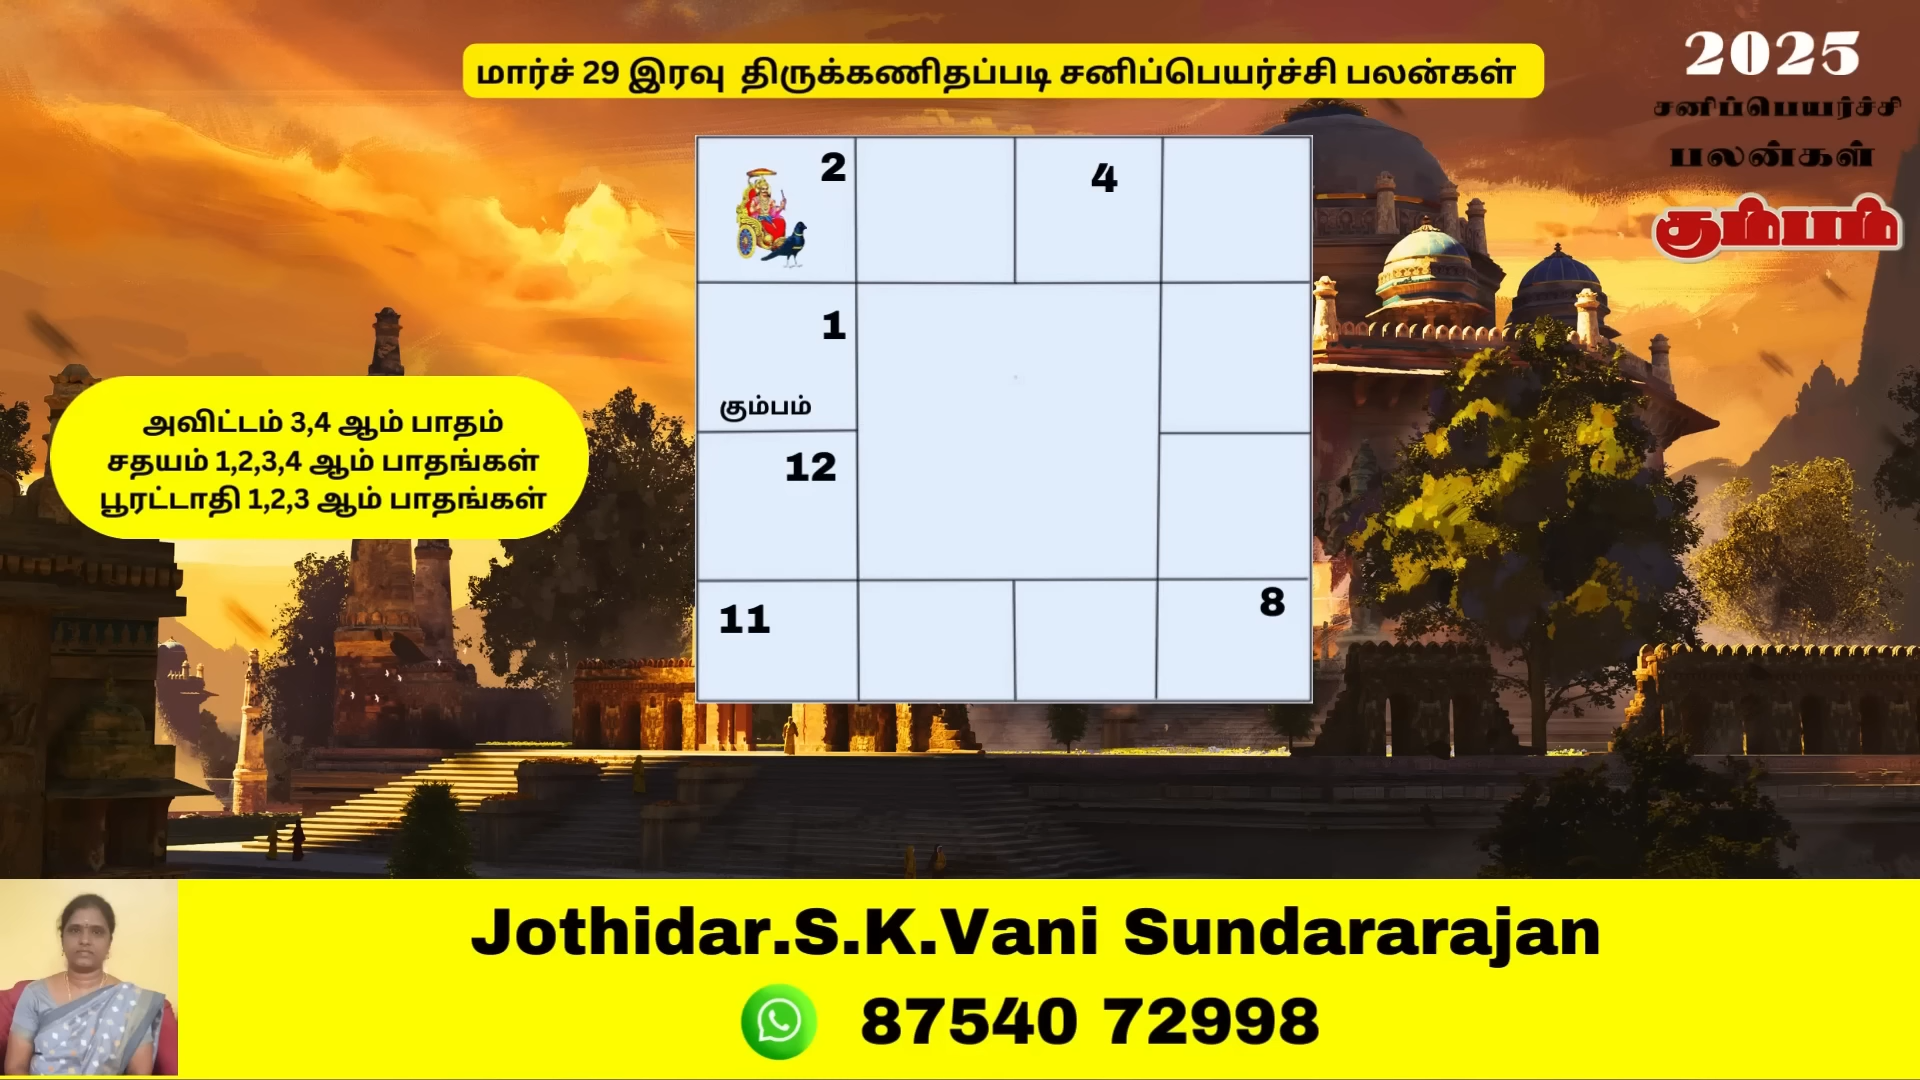 மார்ச் 29 இரவு திருக்கணிதப்படி சனிப்பெயர்ச்சி பலன்கள்
2025
சனிப்பெயர்ச்சி
பலன்கள்
கும்பம்
2
4
1
கும்பம்
12
11
8
அவிட்டம் 3,4 ஆம் பாதம்
சதயம் 1,2,3,4 ஆம் பாதங்கள்
பூரட்டாதி 1,2,3 ஆம் பாதங்கள்
Jothidar.S.K.Vani Sundararajan
87540 72998